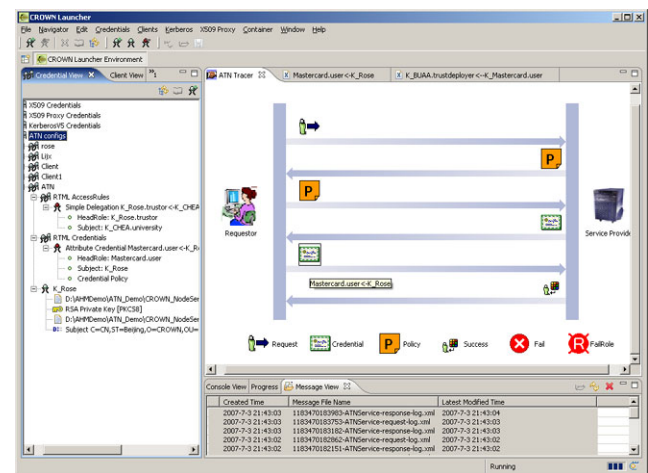 CROWN Launcher
File Navigator Edit Credentials Clients Kerberos X509 Proxy Container Window Help
CROWN Launcher Environment
Credential View Client View
ATN Tracer Mastercard.user<-K_Rose K_BUAA.trustdeployer<--K_Mastercard.user
X509 Credentials
X509 Proxy Credentials
KerberosV5 Credentials
ATN configs
rose
Client
Client1
ATN
RTML AccessRules
Simple Delegation K_Rose.trustor<-K_CHEA
HeadRole: K_Rose.trustor
Subject: K_CHEA.university
RTML Credentials
Attribute Credential Mastercard.user<-K_R
HeadRole: Mastercard.user
Subject: K_Rose
Credential Policy
K_Rose
D:\AHMDemo\ATN_Demo\CROWN_NodeSer
RSA Private Key [PKCS8]
D:\AHMDemo\ATN_Demo\CROWN_NodeSer
Subject C=CN,ST=Beijing,O=CROWN,OU=
P
P
Requestor
Service Provid
Mastercard.user<-K_Rose
Request Credential P Policy Success Fail R FailRole
Console View Progress Message View
Created Time Message File Name Latest Modified Time
2007-7-3 21:43:03 1183470183983-ATNService-response-log.xml 2007-7-3 21:43:04
2007-7-3 21:43:03 1183470183753-ATNService-request-log.xml 2007-7-3 21:43:03
2007-7-3 21:43:03 1183470183182-ATNService-response-log.xml 2007-7-3 21:43:03
2007-7-3 21:43:02 1183470182862-ATNService-request-log.xml 2007-7-3 21:43:02
2007-7-3 21:43:02 1183470182151-ATNService-response-log.xml 2007-7-3 21:43:02
Running